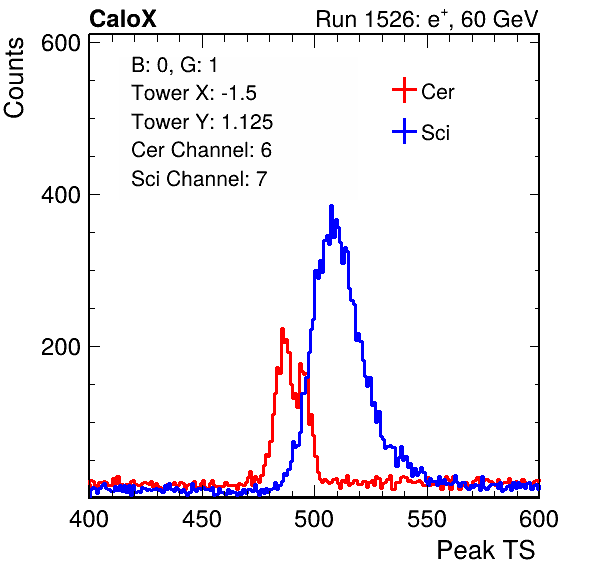 CaloX Run 1526: e⁺, 60 GeV
Counts
600
400
200
B: 0, G: 1
Tower X: -1.5
Tower Y: 1.125
Cer Channel: 6
Sci Channel: 7
Cer
Sci
400 450 500 550 600
Peak TS